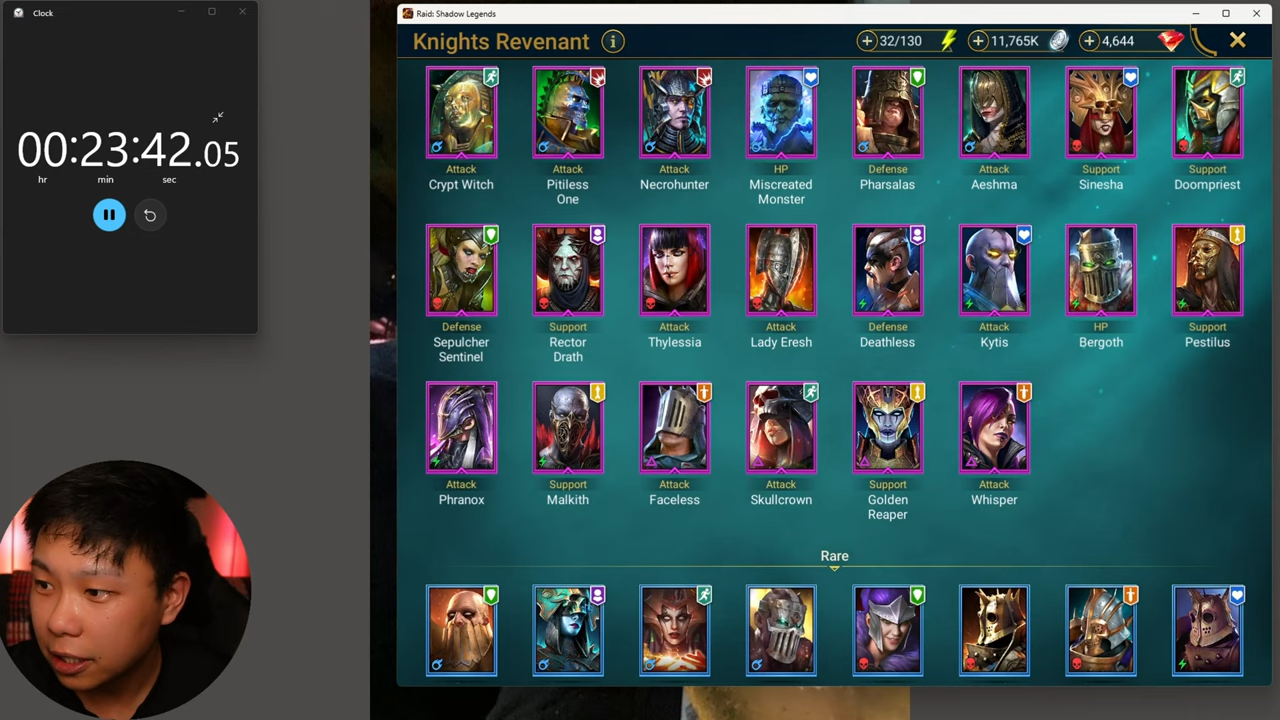 Clock
00:23:42.05
hr min sec
Raid: Shadow Legends
Knights Revenant
32/130 11,765K 4,644
Attack
Crypt Witch
Attack
Pitiless
One
Attack
Necrohunter
HP
Miscreated
Monster
Defense
Pharsalas
Attack
Aeshma
Support
Sinesha
Support
Doompriest
Defense
Sepulcher
Sentinel
Support
Rector
Drath
Attack
Thylessia
Attack
Lady Eresh
Defense
Deathless
Attack
Kytis
HP
Bergoth
Support
Pestilus
Attack
Phranox
Support
Malkith
Attack
Faceless
Attack
Skullcrown
Support
Golden
Reaper
Attack
Whisper
Rare